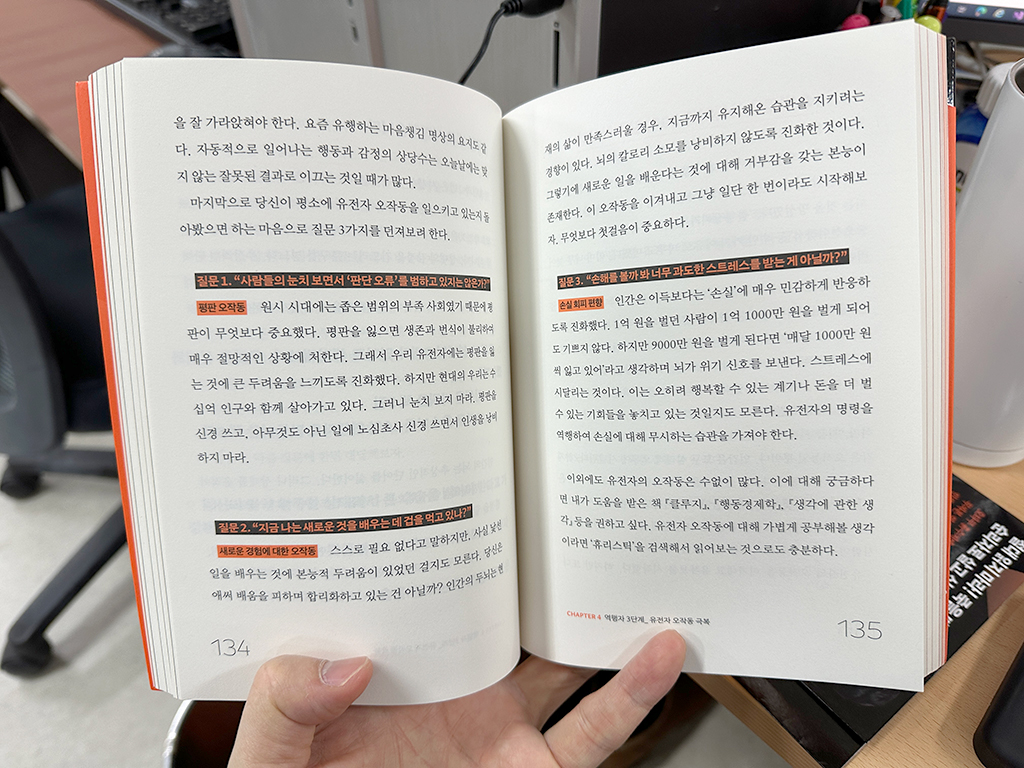 을 잘 가라앉혀야 한다. 요즘 유행하는 마음챙김 명상의 요지도 같
다. 자동적으로 일어나는 행동과 감정의 상당수는 오늘날에는 맞
지 않는 잘못된 결과로 이끄는 것일 때가 많다.
마지막으로 당신이 평소에 유전자 오작동을 일으키고 있는지 돌
아봤으면 하는 마음으로 질문 3가지를 던져보려 한다.
질문 1. “사람들의 눈치 보면서 ‘판단 오류’를 범하고 있지는 않은가?”
평판 오작동 원시 시대에는 좁은 범위의 부족 사회였기 때문에 평
판이 무엇보다 중요했다. 평판을 잃으면 생존과 번식이 불리하여
매우 절망적인 상황에 처한다. 그래서 우리 유전자에는 평판을 잃
는 것에 큰 두려움을 느끼도록 진화했다. 하지만 현대의 우리는 수
십억 인구와 함께 살아가고 있다. 그러니 눈치 보지 마라. 평판을
신경 쓰고, 아무것도 아닌 일에 노심초사 신경 쓰면서 인생을 낭비
하지 마라.
질문 2. “지금 나는 새로운 것을 배우는 데 겁을 먹고 있나?”
새로운 경험에 대한 오작동 스스로 필요 없다고 말하지만, 사실 낯선
일을 배우는 것에 본능적 두려움이 있었던 걸지도 모른다. 당신은
애써 배움을 피하며 합리화하고 있는 건 아닐까? 인간의 두뇌는 현
134
재의 삶이 만족스러울 경우, 지금까지 유지해온 습관을 지키려는
경향이 있다. 뇌의 칼로리 소모를 낭비하지 않도록 진화한 것이다.
그렇기에 새로운 일을 배운다는 것에 대해 거부감을 갖는 본능이
존재한다. 이 오작동을 이겨내고 그냥 일단 한 번이라도 시작해보
자. 무엇보다 첫걸음이 중요하다.
질문 3. “손해를 볼까 봐 너무 과도한 스트레스를 받는 게 아닐까?”
손실 회피 편향 인간은 이득보다는 ‘손실’에 매우 민감하게 반응하
도록 진화했다. 1억 원을 벌던 사람이 1억 1000만 원을 벌게 되어
도 기쁘지 않다. 하지만 9000만 원을 벌게 된다면 ‘매달 1000만 원
씩 잃고 있어’라고 생각하며 뇌가 위기 신호를 보낸다. 스트레스에
시달리는 것이다. 이는 오히려 행복할 수 있는 계기나 돈을 더 벌
수 있는 기회들을 놓치고 있는 것일지도 모른다. 유전자의 명령을
역행하여 손실에 대해 무시하는 습관을 가져야 한다.
이외에도 유전자의 오작동은 수없이 많다. 이에 대해 궁금하다
면 내가 도움을 받은 책 『클루지』, 『행동경제학』, 『생각에 관한 생
각』 등을 권하고 싶다. 유전자 오작동에 대해 가볍게 공부해볼 생각
이라면 ‘휴리스틱’을 검색해서 읽어보는 것으로도 충분하다.
CHAPTER 4 역행자 3단계_ 유전자 오작동 극복
135